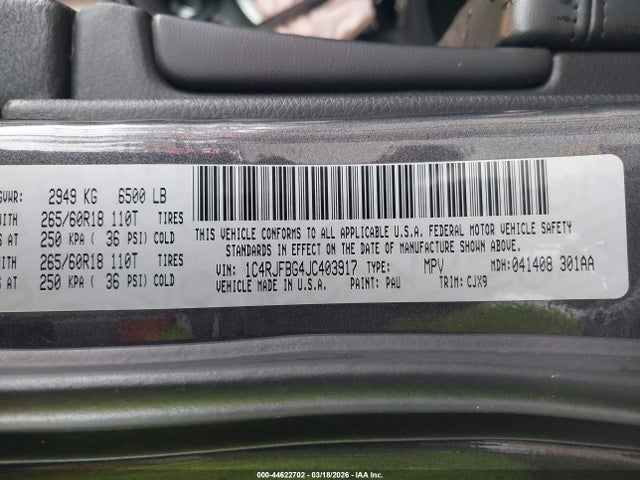 GVWR: 2949 KG 6500 LB
WITH 265/60R18 110T TIRES
AT 250 KPA ( 36 PSI) COLD
WITH 265/60R18 110T TIRES
AT 250 KPA ( 36 PSI) COLD
THIS VEHICLE CONFORMS TO ALL APPLICABLE U.S.A. FEDERAL MOTOR VEHICLE SAFETY
STANDARDS IN EFFECT ON THE DATE OF MANUFACTURE SHOWN ABOVE.
VIN: 1C4RJFBG4JC403917 TYPE: MPV MDH: 041408 301AA
VEHICLE MADE IN U.S.A. PAINT: PAU TRIM: CJX9
000-44622702 - 03/18/2026 - IAA Inc.